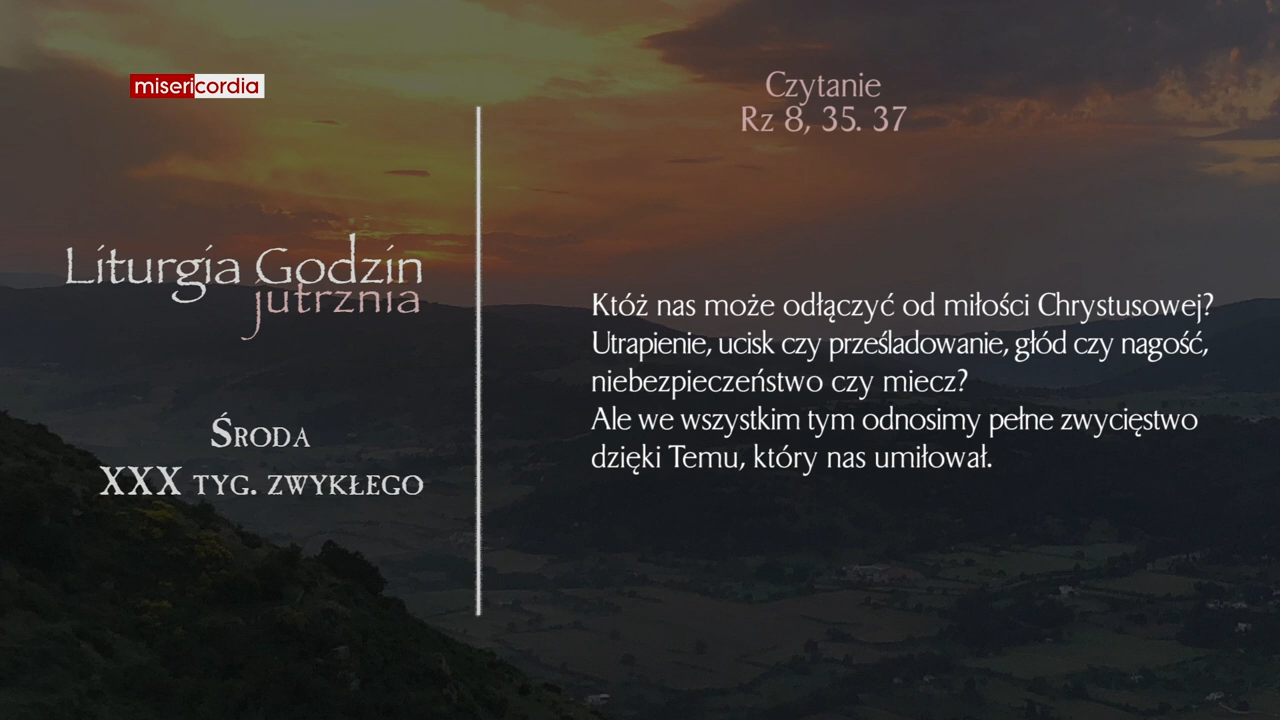 misericordia
Liturgia Godzin
jutrznia
Środa
XXX tyg. zwykłego
Czytanie
Rz 8, 35. 37
Któż nas może odłączyć od miłości Chrystusowej?
Utrapienie, ucisk czy prześladowanie, głód czy nagość,
niebezpieczeństwo czy miecz?
Ale we wszystkim tym odnosimy pełne zwycięstwo
dzięki Temu, który nas umiłował.